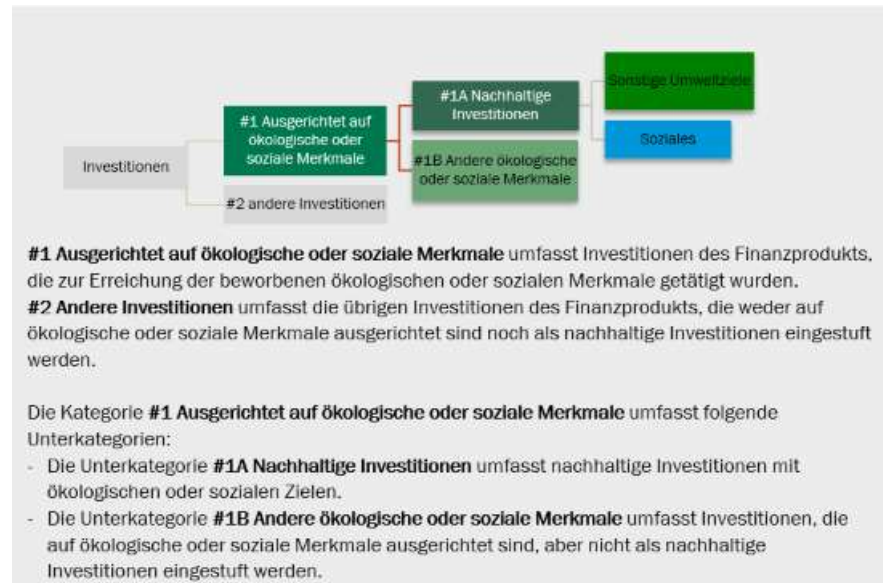 Sonstige Umweltziele
#1A Nachhaltige
Investitionen
#1 Ausgerichtet auf
ökologische oder
soziale Merkmale
Soziales
Investitionen
#1B Andere ökologische
oder soziale Merkmale
#2 andere Investitionen
#1 Ausgerichtet auf ökologische oder soziale Merkmale umfasst Investitionen des Finanzprodukts,
die zur Erreichung der beworbenen ökologischen oder sozialen Merkmale getätigt wurden.
#2 Andere Investitionen umfasst die übrigen Investitionen des Finanzprodukts, die weder auf
ökologische oder soziale Merkmale ausgerichtet sind noch als nachhaltige Investitionen eingestuft
werden.
Die Kategorie #1 Ausgerichtet auf ökologische oder soziale Merkmale umfasst folgende
Unterkategorien:
- Die Unterkategorie #1A Nachhaltige Investitionen umfasst nachhaltige Investitionen mit
ökologischen oder sozialen Zielen.
- Die Unterkategorie #1B Andere ökologische oder soziale Merkmale umfasst Investitionen, die
auf ökologische oder soziale Merkmale ausgerichtet sind, aber nicht als nachhaltige
Investitionen eingestuft werden.